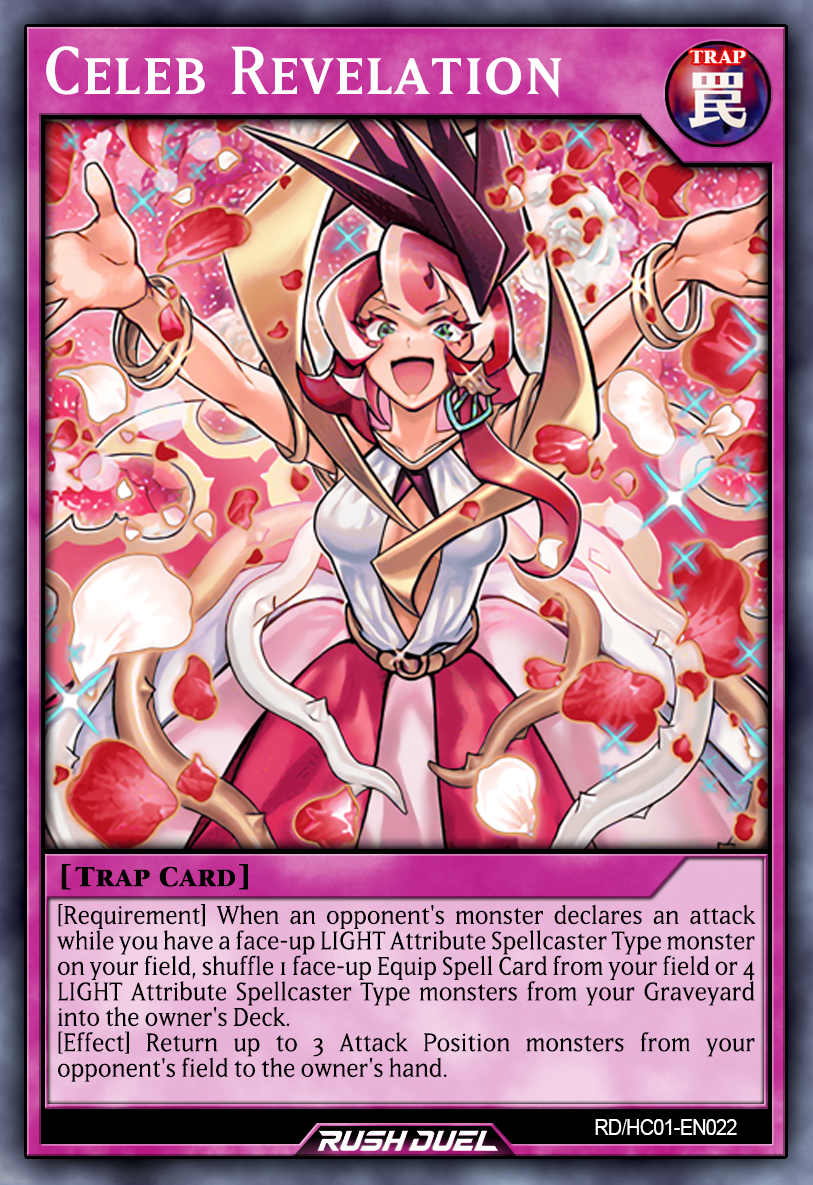 Celeb Revelation
TRAP
罠
[Trap Card]
[Requirement] When an opponent's monster declares an attack
while you have a face-up LIGHT Attribute Spellcaster Type monster
on your field, shuffle 1 face-up Equip Spell Card from your field or 4
LIGHT Attribute Spellcaster Type monsters from your Graveyard
into the owner's Deck.
[Effect] Return up to 3 Attack Position monsters from your
opponent's field to the owner's hand.
RD/HC01-EN022
RUSH DUEL